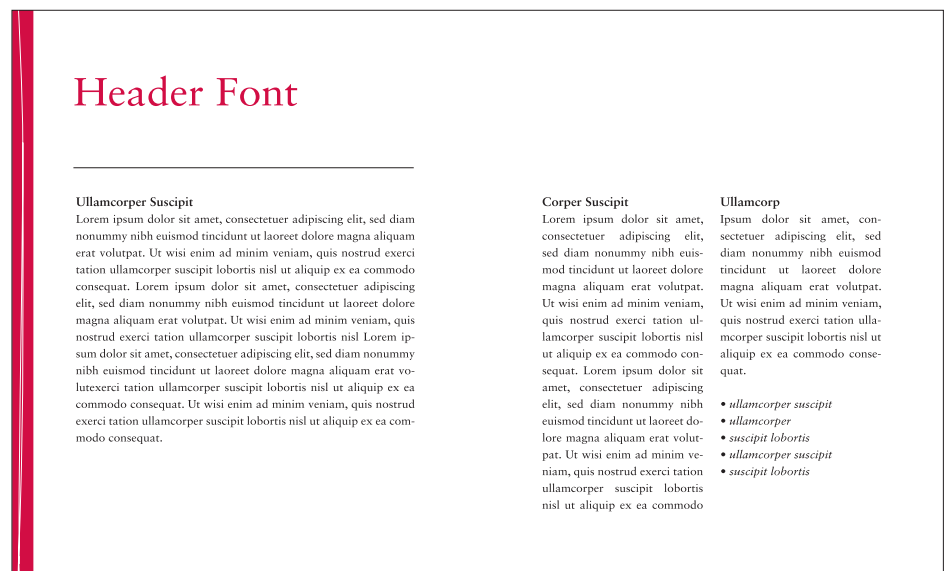 Header Font
Ullamcorper Suscipit
Lorem ipsum dolor sit amet, consectetuer adipiscing elit, sed diam
nonummy nibh euismod tincidunt ut laoreet dolore magna aliquam
erat volutpat. Ut wisi enim ad minim veniam, quis nostrud exerci
tation ullamcorper suscipit lobortis nisl ut aliquip ex ea commodo
consequat. Lorem ipsum dolor sit amet, consectetuer adipiscing
elit, sed diam nonummy nibh euismod tincidunt ut laoreet dolore
magna aliquam erat volutpat. Ut wisi enim ad minim veniam, quis
nostrud exerci tation ullamcorper suscipit lobortis nisl Lorem ip-
sum dolor sit amet, consectetuer adipiscing elit, sed diam nonummy
nibh euismod tincidunt ut laoreet dolore magna aliquam erat vo-
lutexerci tation ullamcorper suscipit lobortis nisl ut aliquip ex ea
commodo consequat. Ut wisi enim ad minim veniam, quis nostrud
exerci tation ullamcorper suscipit lobortis nisl ut aliquip ex ea com-
modo consequat.
Corper Suscipit
Lorem ipsum dolor sit amet,
consectetuer adipiscing elit,
sed diam nonummy nibh euis-
mod tincidunt ut laoreet dolore
magna aliquam erat volutpat.
Ut wisi enim ad minim veniam,
quis nostrud exerci tation ul-
lamcorper suscipit lobortis nisl
ut aliquip ex ea commodo con-
sequat. Lorem ipsum dolor sit
amet, consectetuer adipiscing
elit, sed diam nonummy nibh
euismod tincidunt ut laoreet do-
lore magna aliquam erat volut-
pat. Ut wisi enim ad minim ve-
niam, quis nostrud exerci tation
ullamcorper suscipit lobortis
nisl ut aliquip ex ea commodo
Ullamcorp
Ipsum dolor sit amet, con-
sectetuer adipiscing elit, sed
diam nonummy nibh euismod
tincidunt ut laoreet dolore
magna aliquam erat volutpat.
Ut wisi enim ad minim veniam,
quis nostrud exerci tation ulla-
mcorper suscipit lobortis nisl ut
aliquip ex ea commodo conse-
quat.
• ullamcorper suscipit
• ullamcorper
• suscipit lobortis
• ullamcorper suscipit
• suscipit lobortis